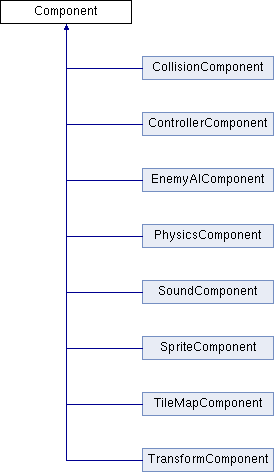 Component
CollisionComponent
ControllerComponent
EnemyAIComponent
PhysicsComponent
SoundComponent
SpriteComponent
TileMapComponent
TransformComponent